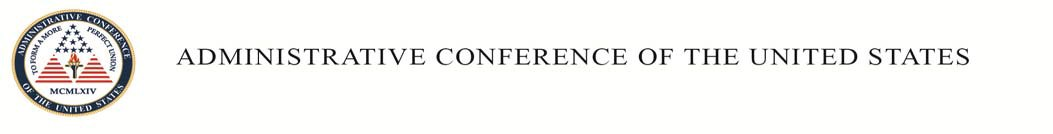 ADMINISTRATIVE CONFERENCE
OF THE UNITED STATES
TO FORM A MORE
PERFECT UNION
MCMLXIV
ADMINISTRATIVE CONFERENCE OF THE UNITED STATES